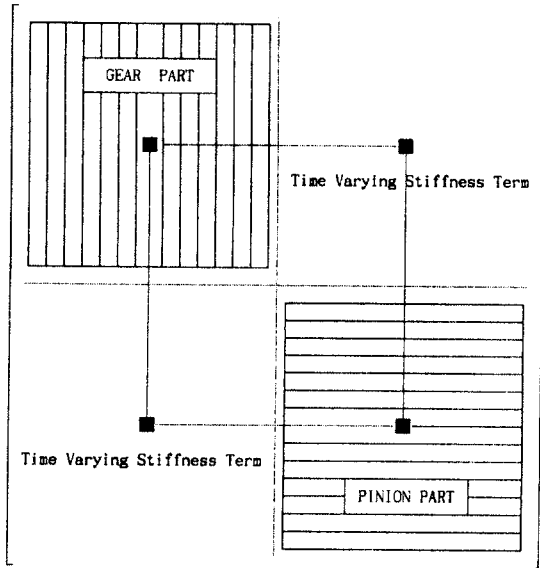 GEAR PART
Time Varying Stiffness Term
Time Varying Stiffness Term
PINION PART